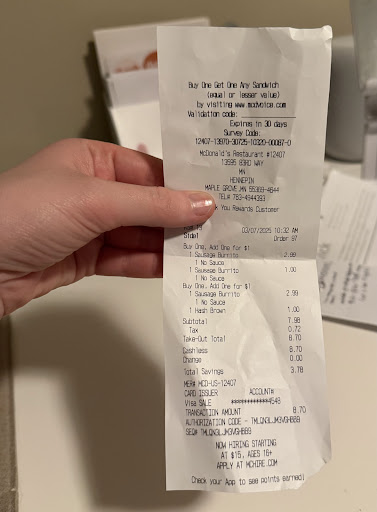 Buy One Get One Any Sandwich
(equal or lesser value)
by visiting www.mcdvoice.com
Validation code:
Expires in 30 days
Survey Code:
12407-13970-30725-10320-00087-0
McDonald's Restaurant #12407
13595 83RD WAY
MN
HENNEPIN
MAPLE GROVE,MN 55369-4644
TEL# 763-4944393
You Rewards Customer
03/07/2025 10:32 AM
Side1 Order 97
Buy One, Add One for $1
1 Sausage Burrito 2.99
1 No Sauce
1 Sausage Burrito 1.00
1 No Sauce
Buy One, Add One for $1
1 Sausage Burrito 2.99
1 No Sauce
1 Hash Brown 1.00
Subtotal 7.98
Tax 0.72
Take-Out Total 8.70
Cashless 8.70
Change 0.00
Total Savings 3.78
MER# MCD-US-12407
CARD ISSUER ACCOUNT#
Visa SALE ************4548
TRANSACTION AMOUNT 8.70
AUTHORIZATION CODE -
SEQ#
NOW HIRING STARTING
AT $15, AGES 16+
APPLY AT MCHIRE.COM
Check your App to see points earned!